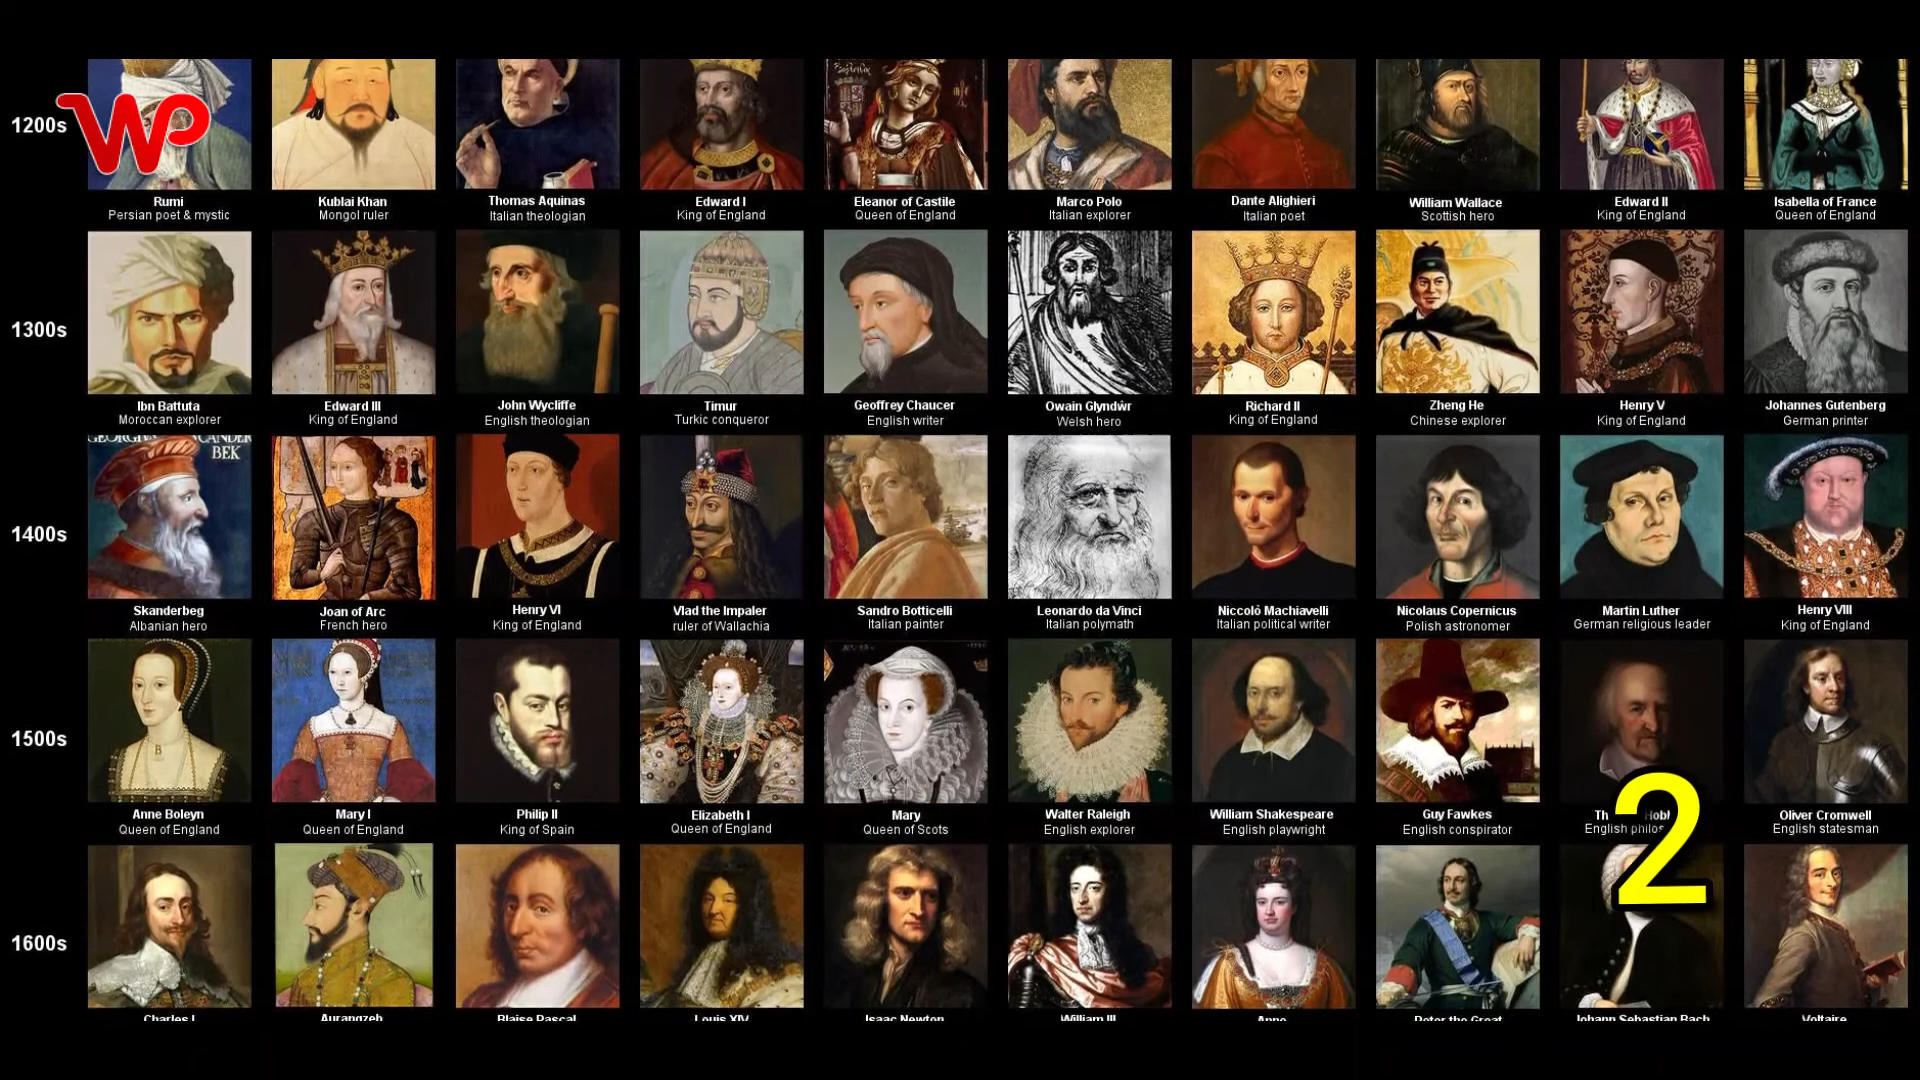 WP
1200s
Rumi
Persian poet & mystic
Kublai Khan
Mongol ruler
Thomas Aquinas
Italian theologian
Edward I
King of England
Eleanor of Castile
Queen of England
Marco Polo
Italian explorer
Dante Alighieri
Italian poet
William Wallace
Scottish hero
Edward II
King of England
Isabella of France
Queen of England
1300s
Ibn Battuta
Moroccan explorer
Edward III
King of England
John Wycliffe
English theologian
Timur
Turkic conqueror
Geoffrey Chaucer
English writer
Owain Glyndŵr
Welsh hero
Richard II
King of England
Zheng He
Chinese explorer
Henry V
King of England
Johannes Gutenberg
German printer
1400s
BEK
Skanderbeg
Albanian hero
Joan of Arc
French hero
Henry VI
King of England
Vlad the Impaler
ruler of Wallachia
Sandro Botticelli
Italian painter
Leonardo da Vinci
Italian polymath
Niccoló Machiavelli
Italian political writer
Nicolaus Copernicus
Polish astronomer
Martin Luther
German religious leader
Henry VIII
King of England
1500s
Anne Boleyn
Queen of England
Mary I
Queen of England
Philip II
King of Spain
Elizabeth I
Queen of England
Mary
Queen of Scots
Walter Raleigh
English explorer
William Shakespeare
English playwright
Guy Fawkes
English conspirator
English
Oliver Cromwell
English statesman
2
1600s
Charles I
Aurangzeb
Blaise Pascal
Louis XIV
Isaac Newton
William III
Anne
Peter the Great
Johann Sebastian Bach
Voltaire